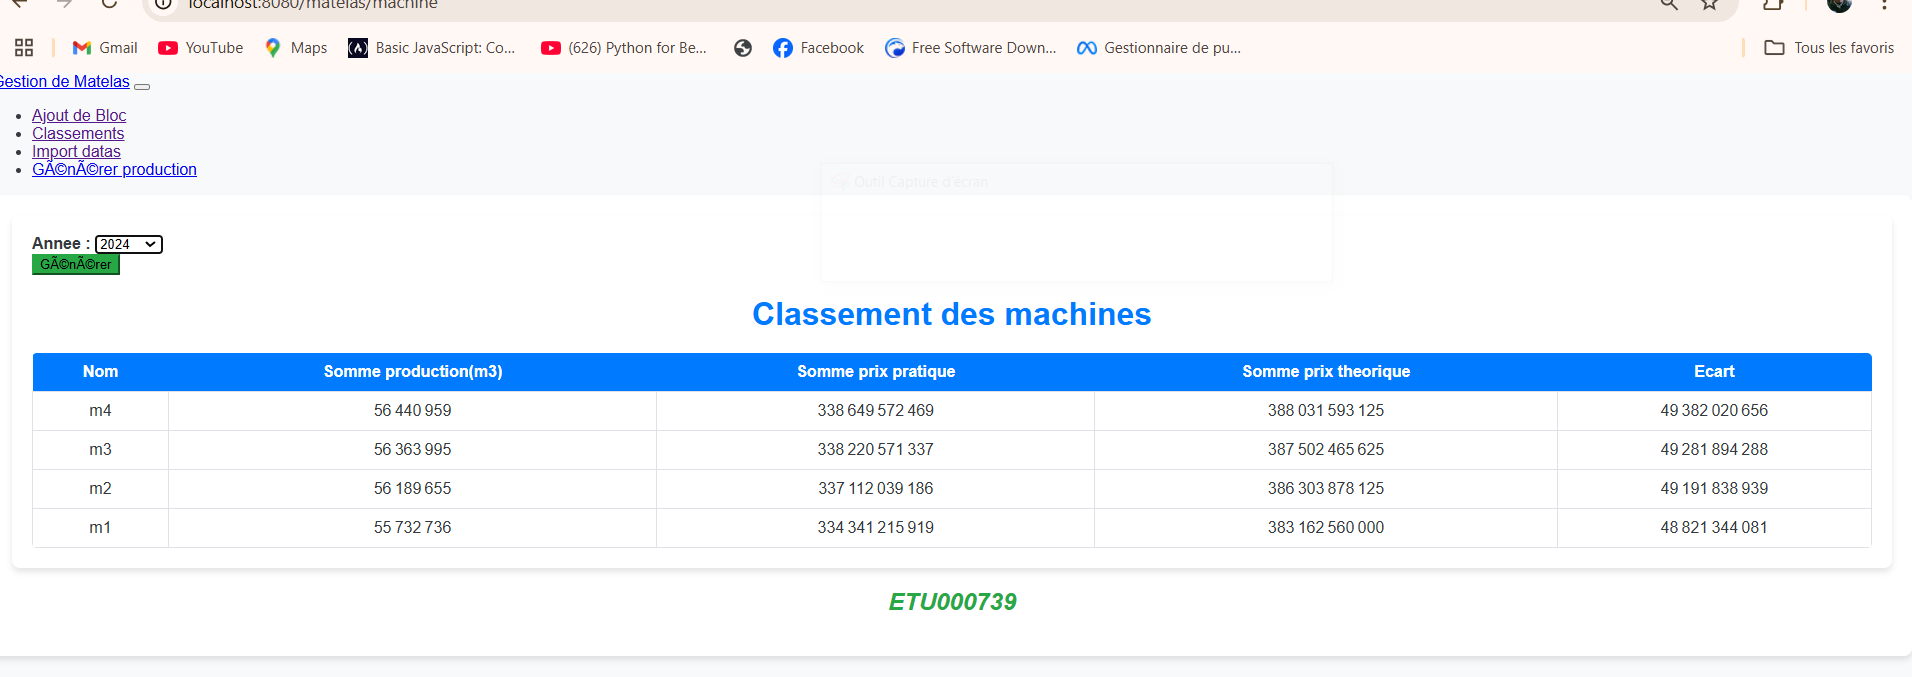 localhost:8080/matelas/machine
Gmail YouTube Maps Basic JavaScript: Co... (626) Python for Be... Facebook Free Software Down... Gestionnaire de pu... Tous les favoris
Gestion de Matelas
Ajout de Bloc
Classements
Import datas
GÃ©nÃ©rer production
Outil Capture d'écran
Annee : 2024
GÃ©nÃ©rer
Classement des machines
Nom Somme production(m3) Somme prix pratique Somme prix theorique Ecart
m4 56 440 959 338 649 572 469 388 031 593 125 49 382 020 656
m3 56 363 995 338 220 571 337 387 502 465 625 49 281 894 288
m2 56 189 655 337 112 039 186 386 303 878 125 49 191 838 939
m1 55 732 736 334 341 215 919 383 162 560 000 48 821 344 081
ETU000739